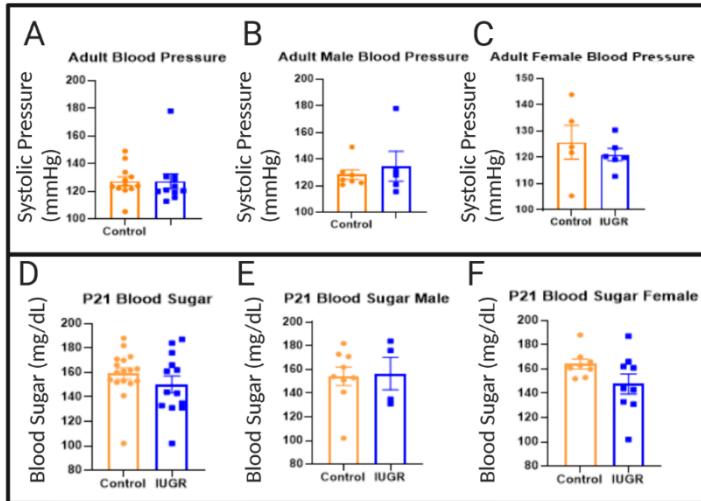 A
Adult Blood Pressure
Systolic Pressure
(mmHg)
200
180
160
140
120
100
Control
B
Adult Male Blood Pressure
Systolic Pressure
(mmHg)
200
180
160
140
120
100
Control
C
Adult Female Blood Pressure
Systolic Pressure
(mmHg)
150
140
130
120
110
100
Control IUGR
D
P21 Blood Sugar
Blood Sugar (mg/dL)
200
180
160
140
120
100
80
Control IUGR
E
P21 Blood Sugar Male
Blood Sugar (mg/dL)
200
180
160
140
120
100
80
Control IUGR
F
P21 Blood Sugar Female
Blood Sugar (mg/dL)
200
180
160
140
120
100
80
Control IUGR